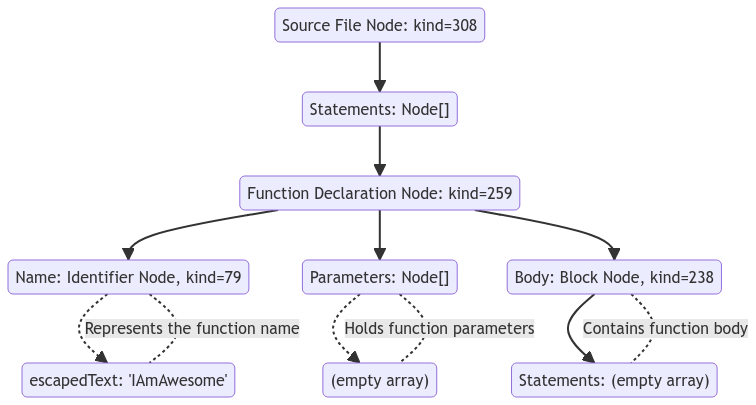 Source File Node: kind=308
Statements: Node[]
Function Declaration Node: kind=259
Name: Identifier Node, kind=79
Parameters: Node[]
Body: Block Node, kind=238
Represents the function name
Holds function parameters
Contains function body
escapedText: 'IAmAwesome'
(empty array)
Statements: (empty array)